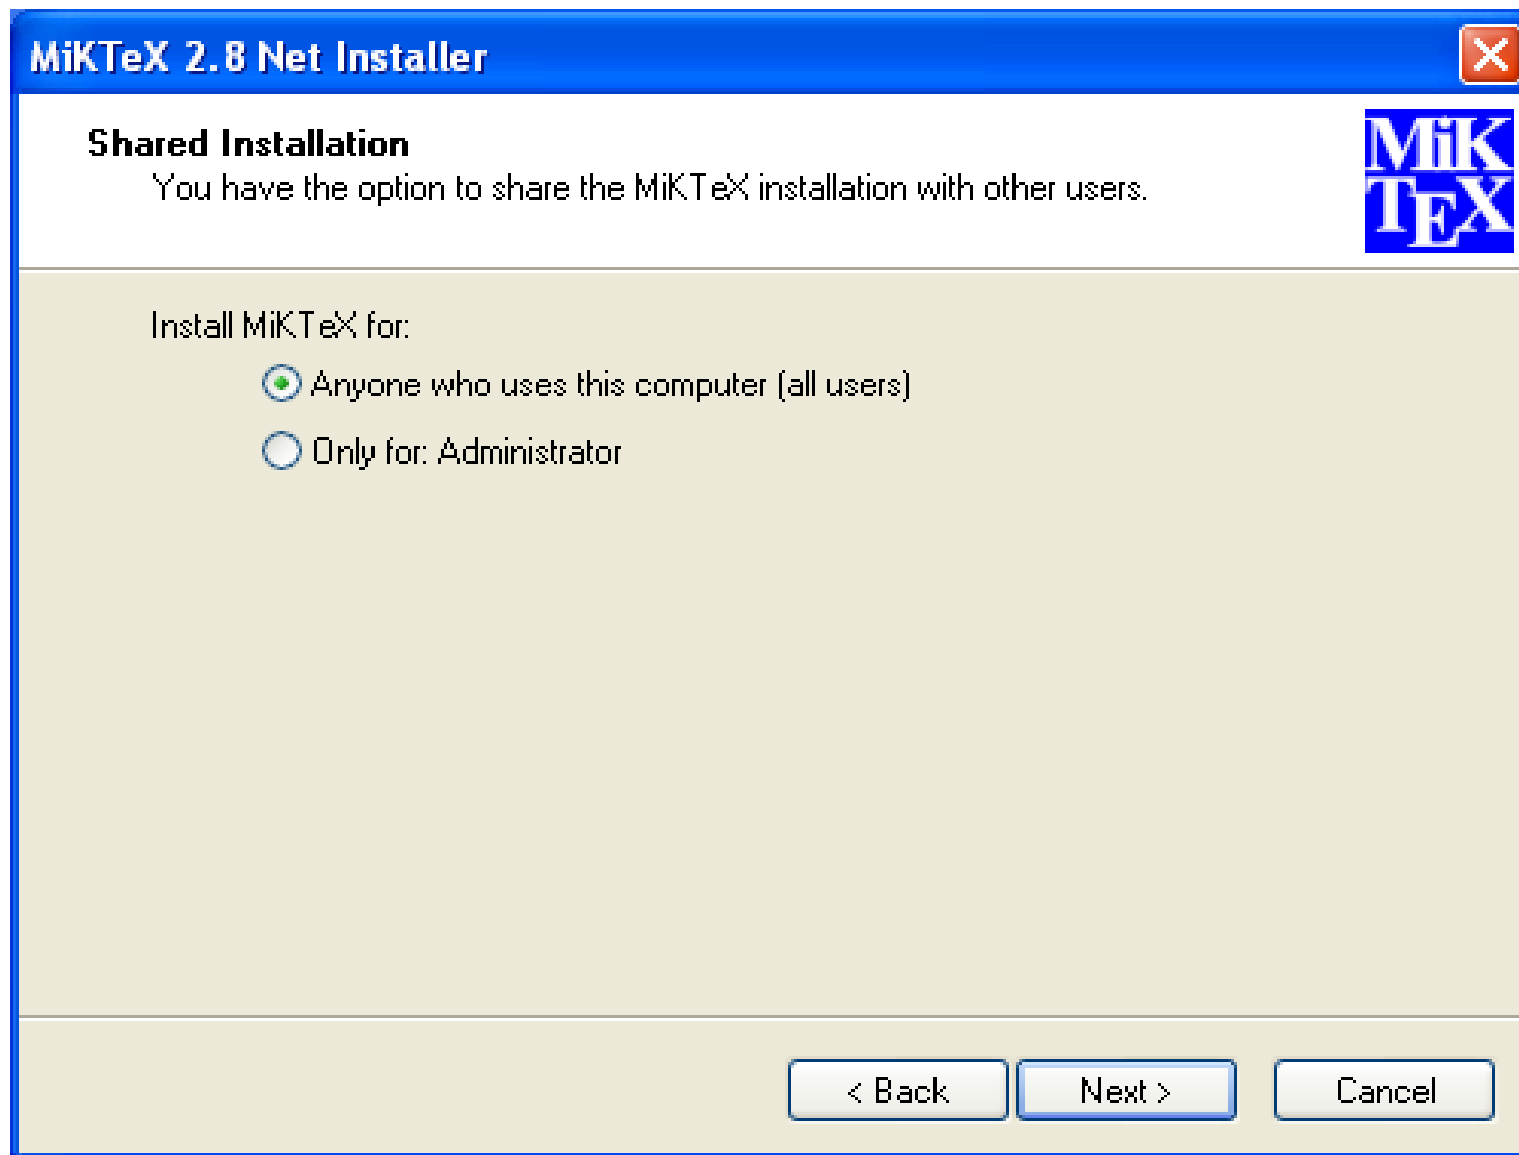 MiKTeX 2.8 Net Installer
Shared Installation
You have the option to share the MiKTeX installation with other users.
MiK
TEX
Install MiKTeX for:
Anyone who uses this computer (all users)
Only for: Administrator
< Back
Next >
Cancel